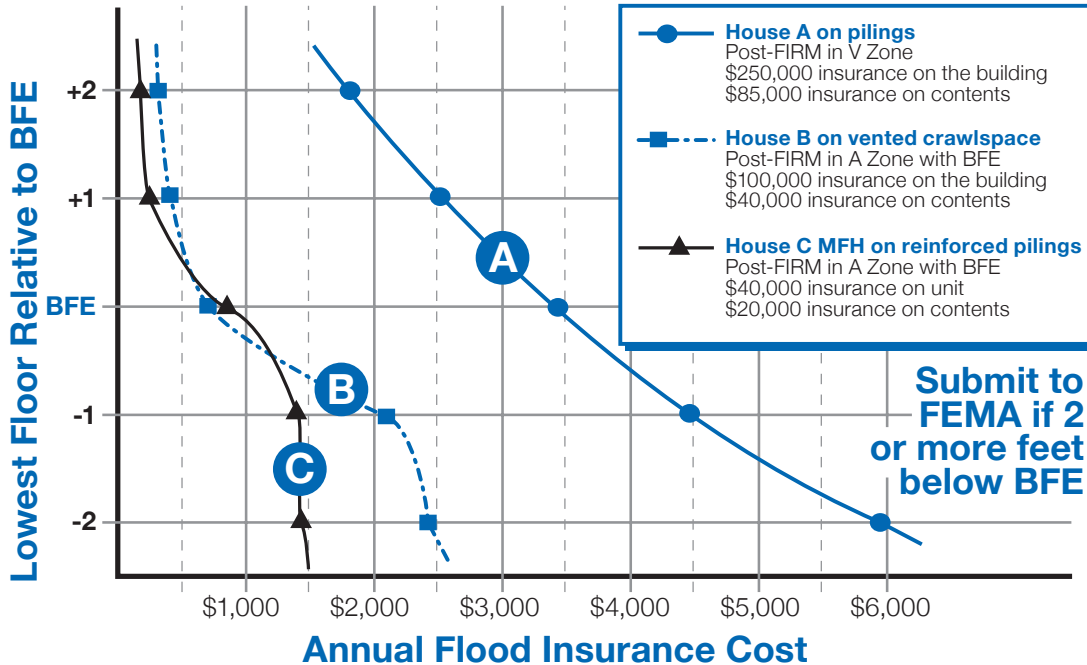 Lowest Floor Relative to BFE
+2
+1
BFE
-1
-2
A
B
C
House A on pilings
Post-FIRM in V Zone
$250,000 insurance on the building
$85,000 insurance on contents
House B on vented crawlspace
Post-FIRM in A Zone with BFE
$100,000 insurance on the building
$40,000 insurance on contents
House C MFH on reinforced pilings
Post-FIRM in A Zone with BFE
$40,000 insurance on unit
$20,000 insurance on contents
Submit to
FEMA if 2
or more feet
below BFE
$1,000
$2,000
$3,000
$4,000
$5,000
$6,000
Annual Flood Insurance Cost